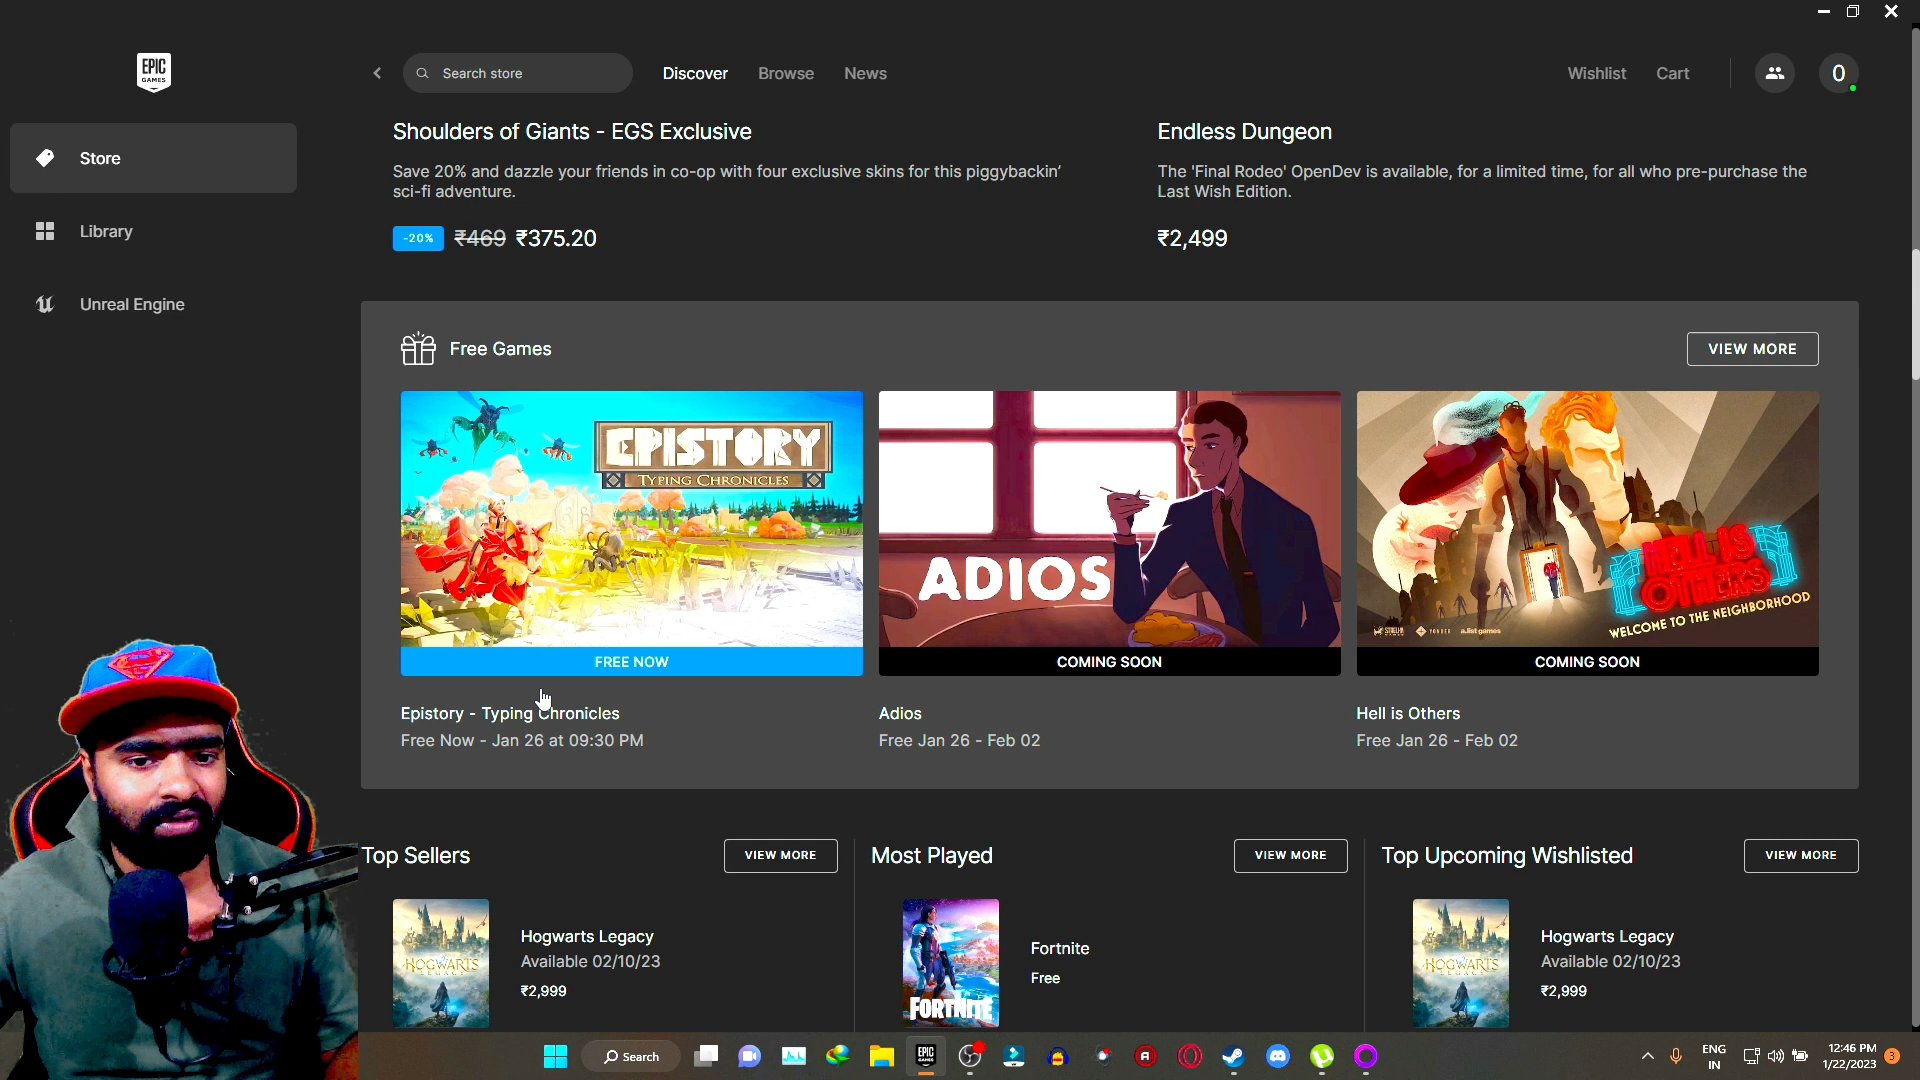 EPIC
GAMES
Search store
Discover
Browse
News
Wishlist
Cart
0
Store
Library
Unreal Engine
Shoulders of Giants - EGS Exclusive
Save 20% and dazzle your friends in co-op with four exclusive skins for this piggybackin’
sci-fi adventure.
-20% ₹469 ₹375.20
Endless Dungeon
The 'Final Rodeo' OpenDev is available, for a limited time, for all who pre-purchase the
Last Wish Edition.
₹2,499
Free Games
VIEW MORE
EPISTORY
TYPING CHRONICLES
FREE NOW
Epistory - Typing Chronicles
Free Now - Jan 26 at 09:30 PM
ADIOS
COMING SOON
Adios
Free Jan 26 - Feb 02
HELL IS
OTHERS
WELCOME TO THE NEIGHBORHOOD
COMING SOON
Hell is Others
Free Jan 26 - Feb 02
Top Sellers
VIEW MORE
HOGWARTS
LEGACY
Hogwarts Legacy
Available 02/10/23
₹2,999
Most Played
VIEW MORE
FORTNITE
Fortnite
Free
Top Upcoming Wishlisted
VIEW MORE
HOGWARTS
LEGACY
Hogwarts Legacy
Available 02/10/23
₹2,999
Search
EPIC
GAMES
ENG
IN
12:46 PM
1/22/2023
3